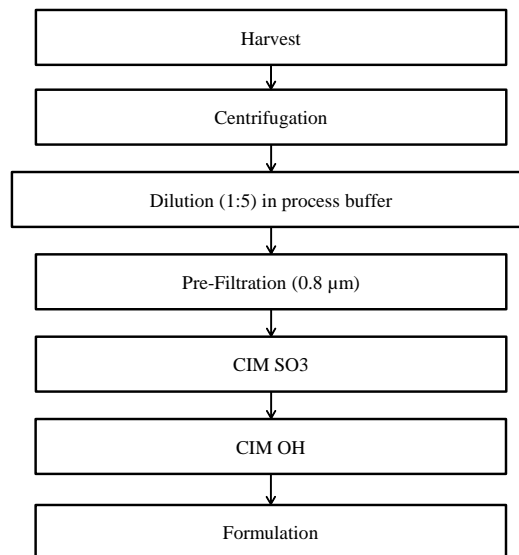 Harvest
Centrifugation
Dilution (1:5) in process buffer
Pre-Filtration (0.8 µm)
CIM SO3
CIM OH
Formulation